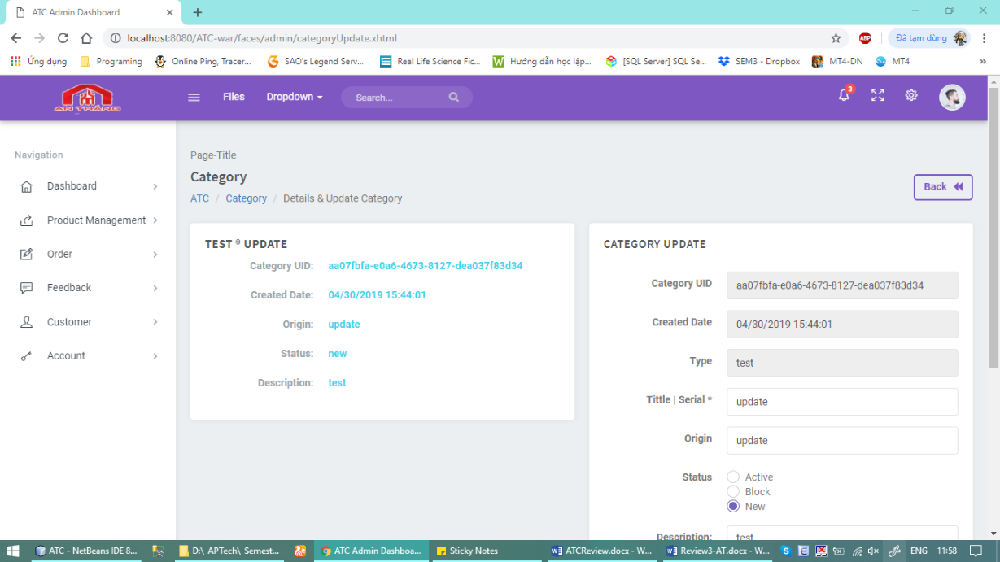 ATC Admin Dashboard
localhost:8080/ATC-war/faces/admin/categoryUpdate.xhtml
ABP
Đã tạm dừng
Ứng dụng
Programing
Online Ping, Tracer...
SAO's Legend Serv...
Real Life Science Fic...
Hướng dẫn học lập...
[SQL Server] SQL Se...
SEM3 - Dropbox
MT4-DN
MT4
AN THĂNG
Files
Dropdown
Search...
3
Navigation
Dashboard
Product Management
Order
Feedback
Customer
Account
Page-Title
Category
ATC / Category / Details & Update Category
Back
TEST ® UPDATE
Category UID: aa07fbfa-e0a6-4673-8127-dea037f83d34
Created Date: 04/30/2019 15:44:01
Origin: update
Status: new
Description: test
CATEGORY UPDATE
Category UID aa07fbfa-e0a6-4673-8127-dea037f83d34
Created Date 04/30/2019 15:44:01
Type test
Tittle | Serial * update
Origin update
Status Active
Block
New
Description: test
ATC - NetBeans IDE 8...
D:\_APTech\_Semest...
ATC Admin Dashboa...
Sticky Notes
ATCReview.docx - W...
Review3-AT.docx - W...
ENG
11:58